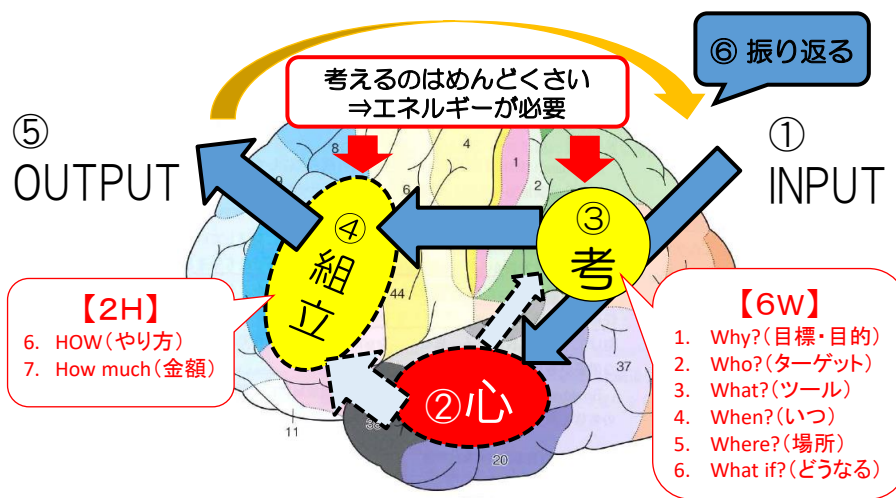 ⑥ 振り返る
考えるのはめんどくさい
⇒エネルギーが必要
⑤
OUTPUT
①
INPUT
8
4
1
6
2
③
考
④
組
立
44
②心
37
11
20
【2H】
6. HOW(やり方)
7. How much(金額)
【6W】
1. Why?(目標・目的)
2. Who?(ターゲット)
3. What?(ツール)
4. When?(いつ)
5. Where?(場所)
6. What if?(どうなる)